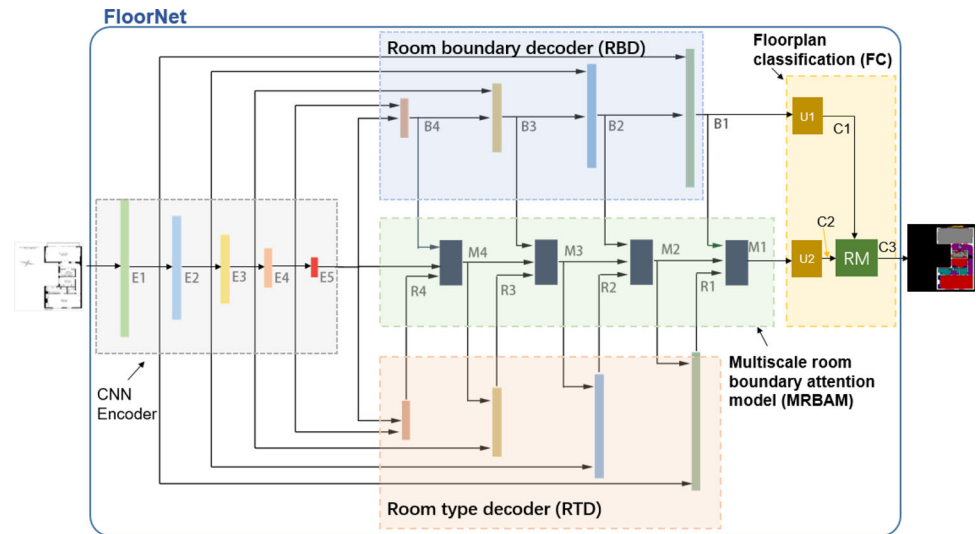 FloorNet
Room boundary decoder (RBD)
Floorplan
classification (FC)
B4
B3
B2
B1
U1
C1
E1
E2
E3
E4
E5
M4
M3
M2
M1
R4
R3
R2
R1
U2
C2
RM
C3
CNN
Encoder
Multiscale room
boundary attention
model (MRBAM)
Room type decoder (RTD)